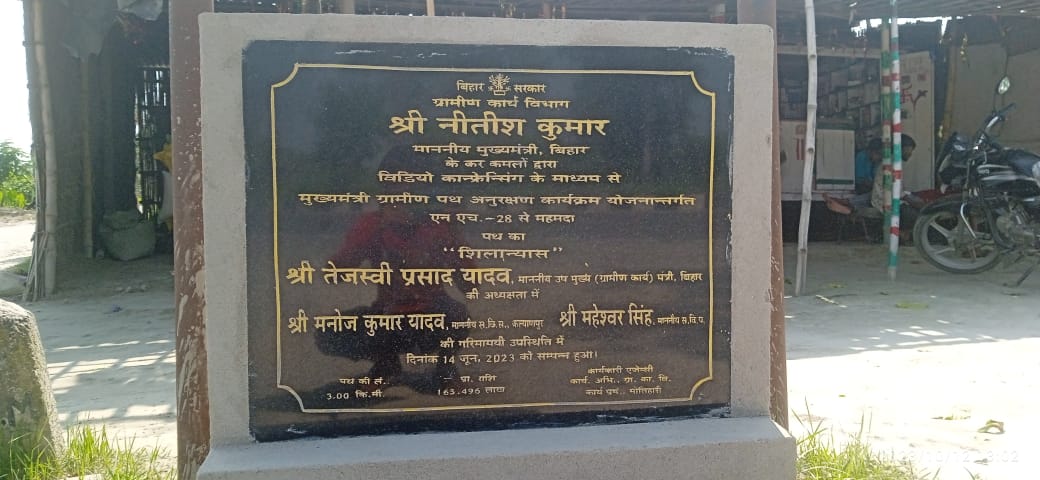 बिहार सरकार
ग्रामीण कार्य विभाग
श्री नीतीश कुमार
माननीय मुख्यमंत्री, बिहार
के कर कमलों द्वारा
विडियो कान्फ्रेन्सिंग के माध्यम से
मुख्यमंत्री ग्रामीण पथ अनुरक्षण कार्यक्रम योजनान्तर्गत
एन एच.-28 से महमदा
पथ का
"शिलान्यास"
श्री तेजस्वी प्रसाद यादव, माननीय उप मुख्य (ग्रामीण कार्य) मंत्री, बिहार
की अध्यक्षता में
श्री मनोज कुमार यादव, माननीय स.वि.स., कल्याणपुर श्री महेश्वर सिंह, माननीय स.वि.प.
की गरिमामयी उपस्थिति में
दिनांक 14 जून, 2023 को सम्पन्न हुआ।
पथ की लं. – प्रा. राशि कार्यकारी एजेन्सी
3.00 कि.मी. 163.495 लाख कार्य. अभि., ग्रा. का. वि.
कार्य प्रमं., मोतिहारी